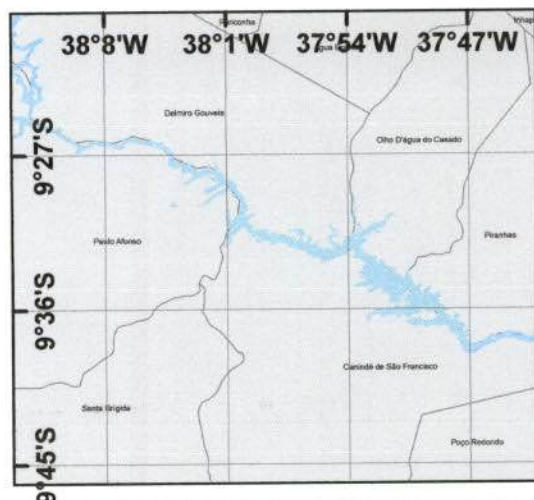 Pariconha
38°8'W 38°1'W 37°54'W 37°47'W
Delmiro Gouveia
Olho D'água do Casado
9°27'S
Paulo Afonso
Piranhas
9°36'S
Canindé de São Francisco
Santa Brígida
Poço Redondo
9°45'S